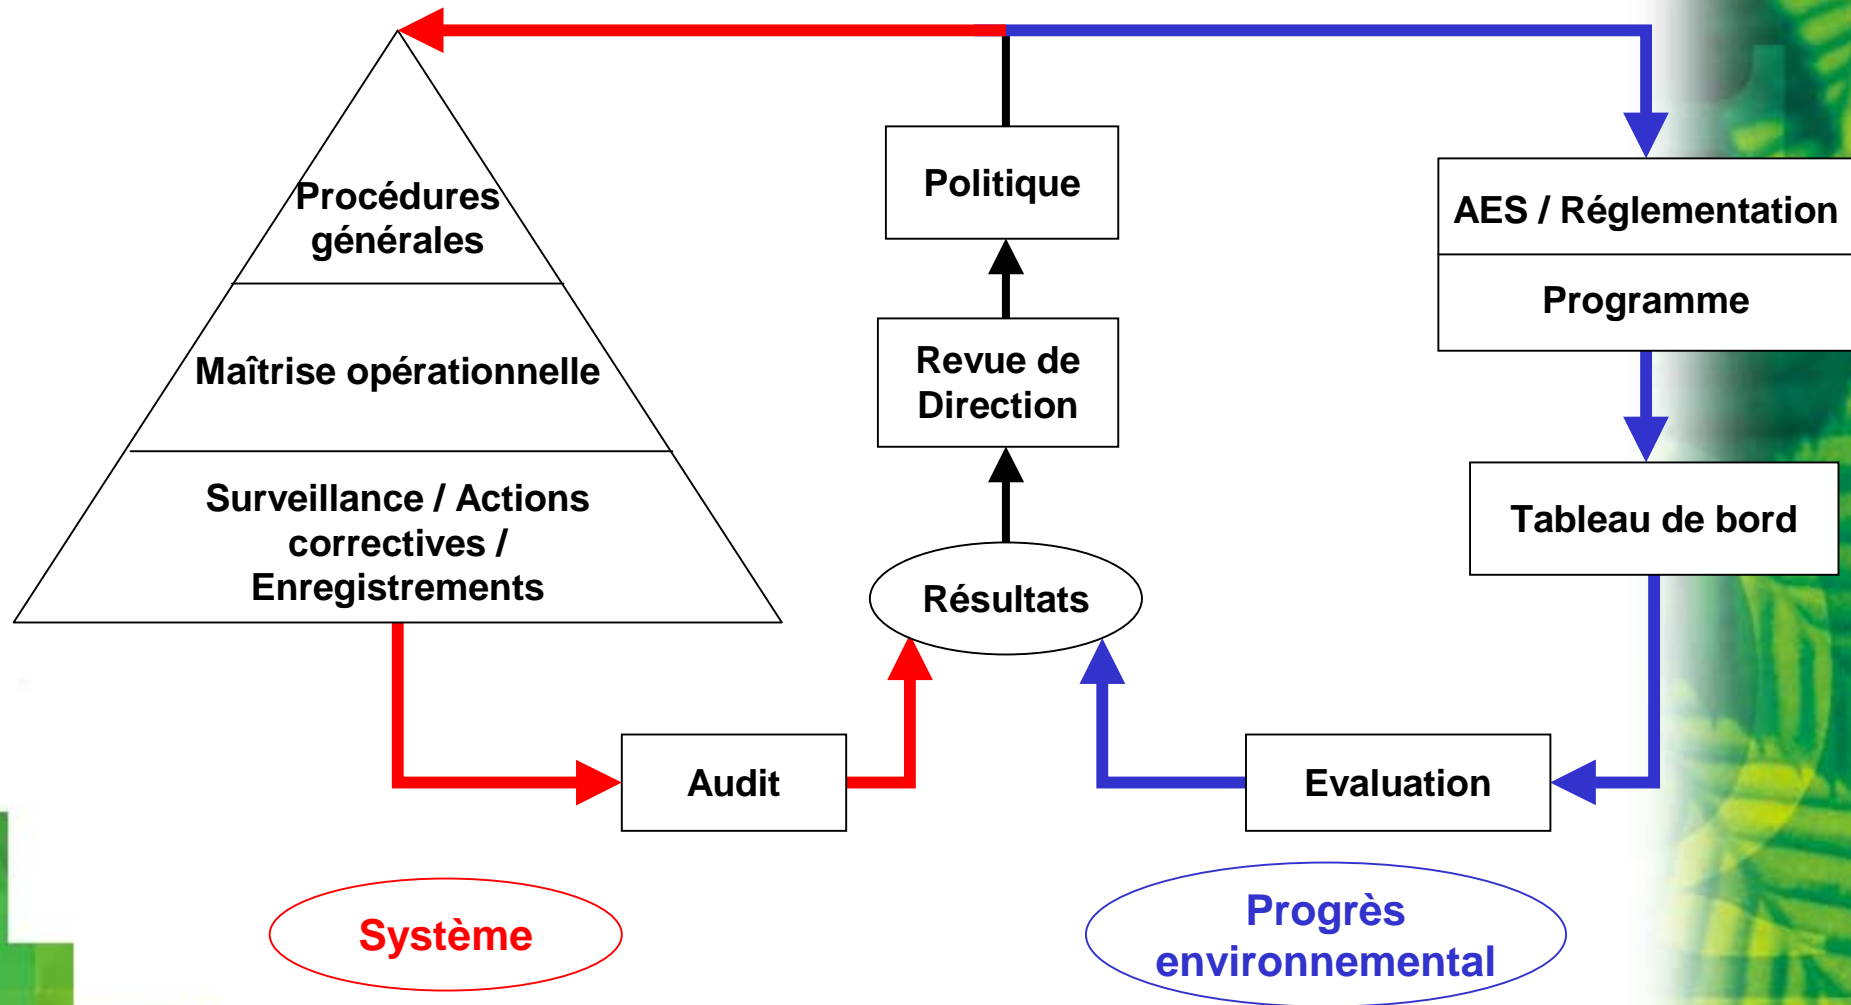 Procédures
générales
Maîtrise opérationnelle
Surveillance / Actions
correctives /
Enregistrements
Politique
Revue de
Direction
Résultats
Audit
AES / Réglementation
Programme
Tableau de bord
Evaluation
Système
Progrès
environnemental